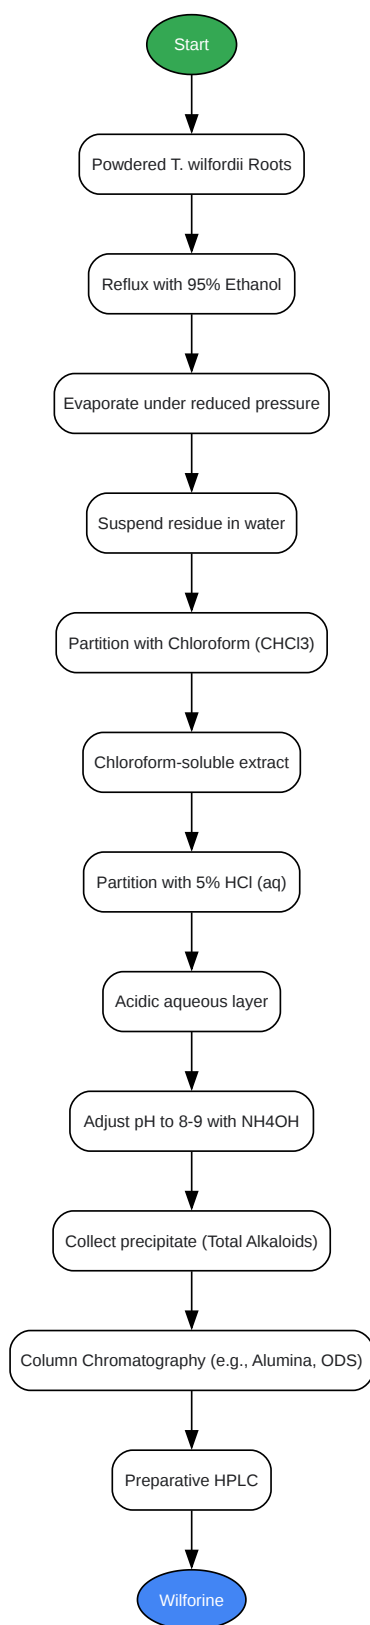 Start
Powdered T. wilfordii Roots
Reflux with 95% Ethanol
Evaporate under reduced pressure
Suspend residue in water
Partition with Chloroform (CHCl3)
Chloroform-soluble extract
Partition with 5% HCl (aq)
Acidic aqueous layer
Adjust pH to 8-9 with NH4OH
Collect precipitate (Total Alkaloids)
Column Chromatography (e.g., Alumina, ODS)
Preparative HPLC
Wilforine